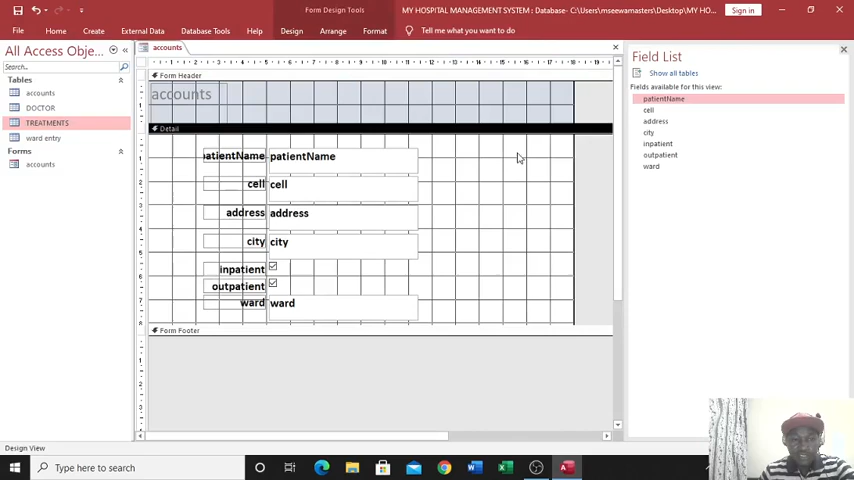 Form Design Tools
MY HOSPITAL MANAGEMENT SYSTEM : Database- C:\Users\mseewamasters\Desktop\MY HO...
Sign in
File
Home
Create
External Data
Database Tools
Help
Design
Arrange
Format
Tell me what you want to do
All Access Obje...
Search...
Tables
accounts
DOCTOR
TREATMENTS
ward entry
Forms
accounts
accounts
Form Header
accounts
Detail
patientName patientName
cell cell
address address
city city
inpatient
outpatient
ward ward
Form Footer
Field List
Show all tables
Fields available for this view:
patientName
cell
address
city
inpatient
outpatient
ward
Design View
Type here to search